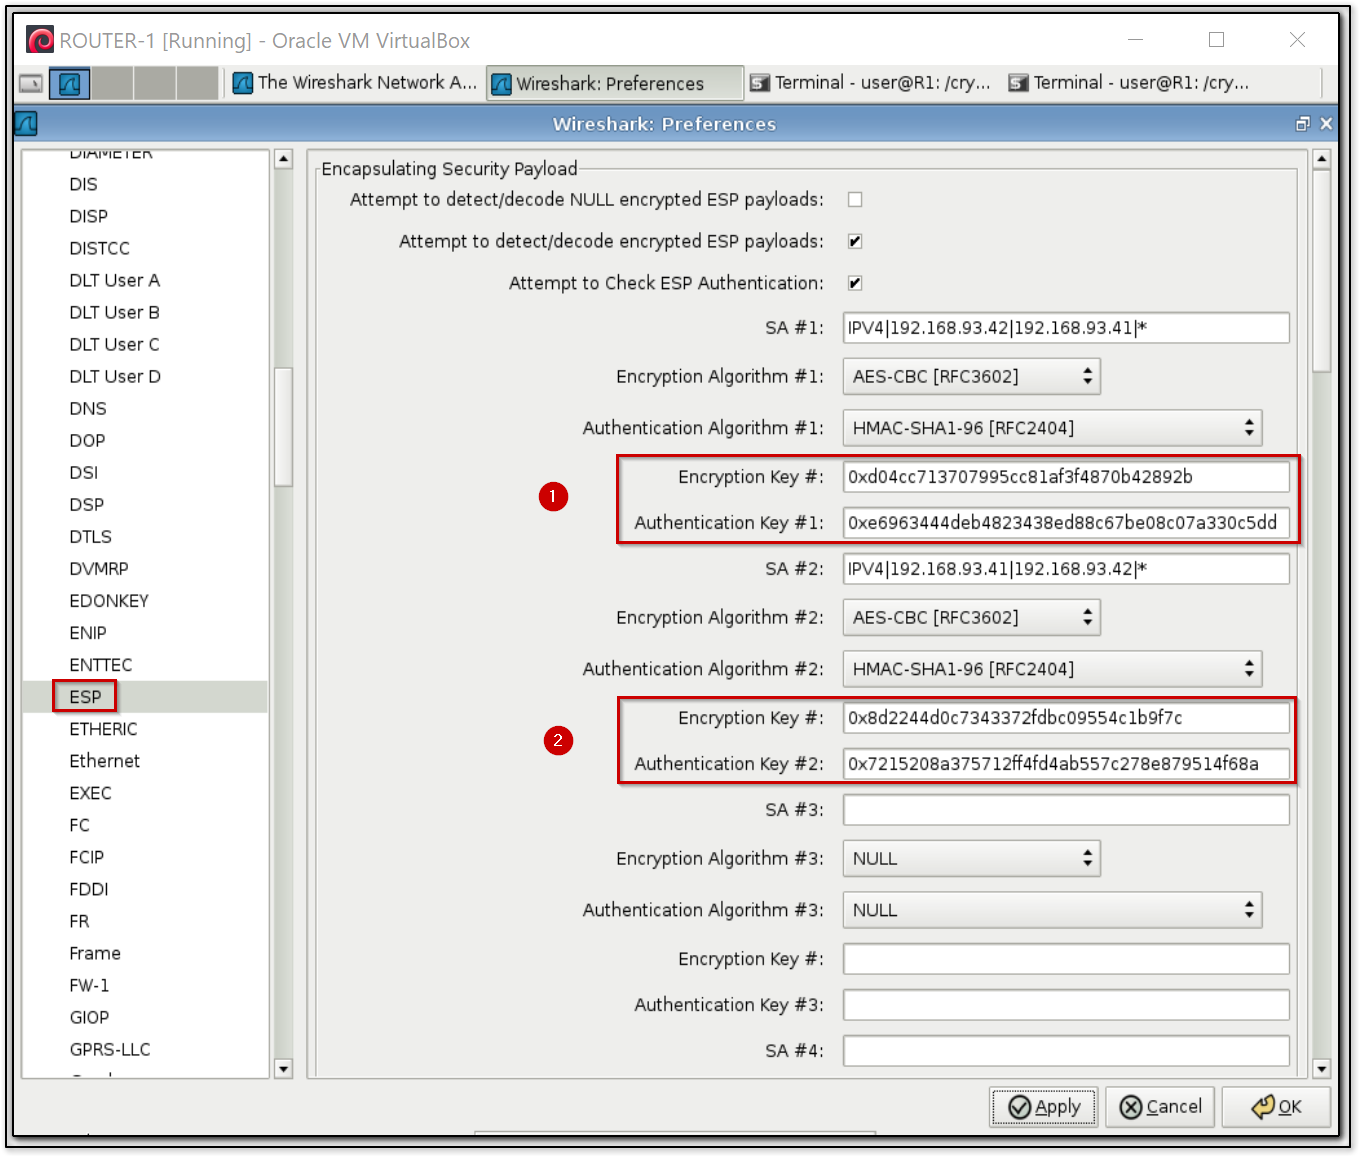 ROUTER-1 [Running] - Oracle VM VirtualBox
The Wireshark Network A...
Wireshark: Preferences
Terminal - user@R1: /cry...
Terminal - user@R1: /cry...
Wireshark: Preferences
DIAMETER
DIS
DISP
DISTCC
DLT User A
DLT User B
DLT User C
DLT User D
DNS
DOP
DSI
DSP
DTLS
DVMRP
EDONKEY
ENIP
ENTTEC
ESP
ETHERIC
Ethernet
EXEC
FC
FCIP
FDDI
FR
Frame
FW-1
GIOP
GPRS-LLC
Encapsulating Security Payload
Attempt to detect/decode NULL encrypted ESP payloads:
Attempt to detect/decode encrypted ESP payloads:
Attempt to Check ESP Authentication:
SA #1: IPV4|192.168.93.42|192.168.93.41|*
Encryption Algorithm #1: AES-CBC [RFC3602]
Authentication Algorithm #1: HMAC-SHA1-96 [RFC2404]
1
Encryption Key #: 0xd04cc713707995cc81af3f4870b42892b
Authentication Key #1: 0xe6963444deb4823438ed88c67be08c07a330c5dd
SA #2: IPV4|192.168.93.41|192.168.93.42|*
Encryption Algorithm #2: AES-CBC [RFC3602]
Authentication Algorithm #2: HMAC-SHA1-96 [RFC2404]
2
Encryption Key #: 0x8d2244d0c7343372fdbc09554c1b9f7c
Authentication Key #2: 0x7215208a375712ff4fd4ab557c278e879514f68a
SA #3:
Encryption Algorithm #3: NULL
Authentication Algorithm #3: NULL
Encryption Key #:
Authentication Key #3:
SA #4:
Apply
Cancel
OK